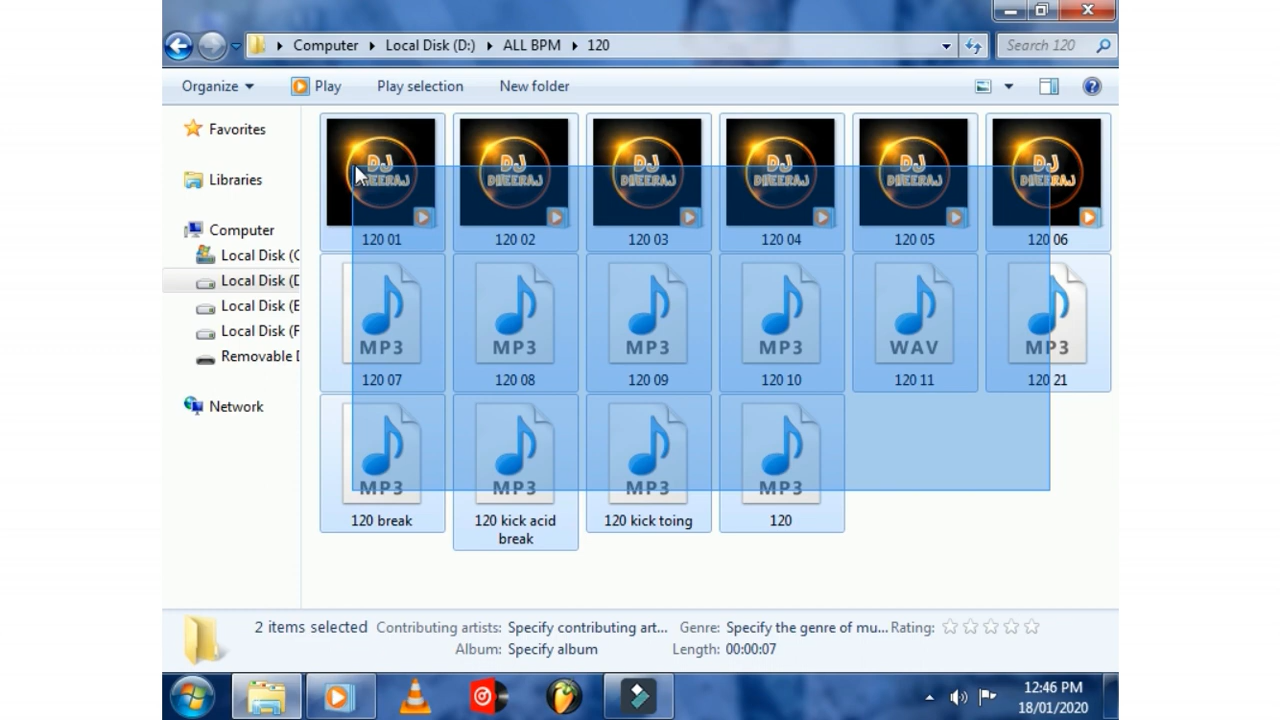 Computer Local Disk (D:) ALL BPM 120 Search 120
Organize Play Play selection New folder
Favorites
Libraries
Computer
Local Disk (C
Local Disk (D
Local Disk (E
Local Disk (F
Removable D
Network
DJ DHEERAJ DJ DHEERAJ DJ DHEERAJ DJ DHEERAJ DJ DHEERAJ DJ DHEERAJ
120 01 120 02 120 03 120 04 120 05 120 06
MP3 MP3 MP3 MP3 WAV MP3
120 07 120 08 120 09 120 10 120 11 120 21
MP3 MP3 MP3 MP3
120 break 120 kick acid break 120 kick toing 120
2 items selected Contributing artists: Specify contributing art... Genre: Specify the genre of mu... Rating:
Album: Specify album Length: 00:00:07
12:46 PM
18/01/2020